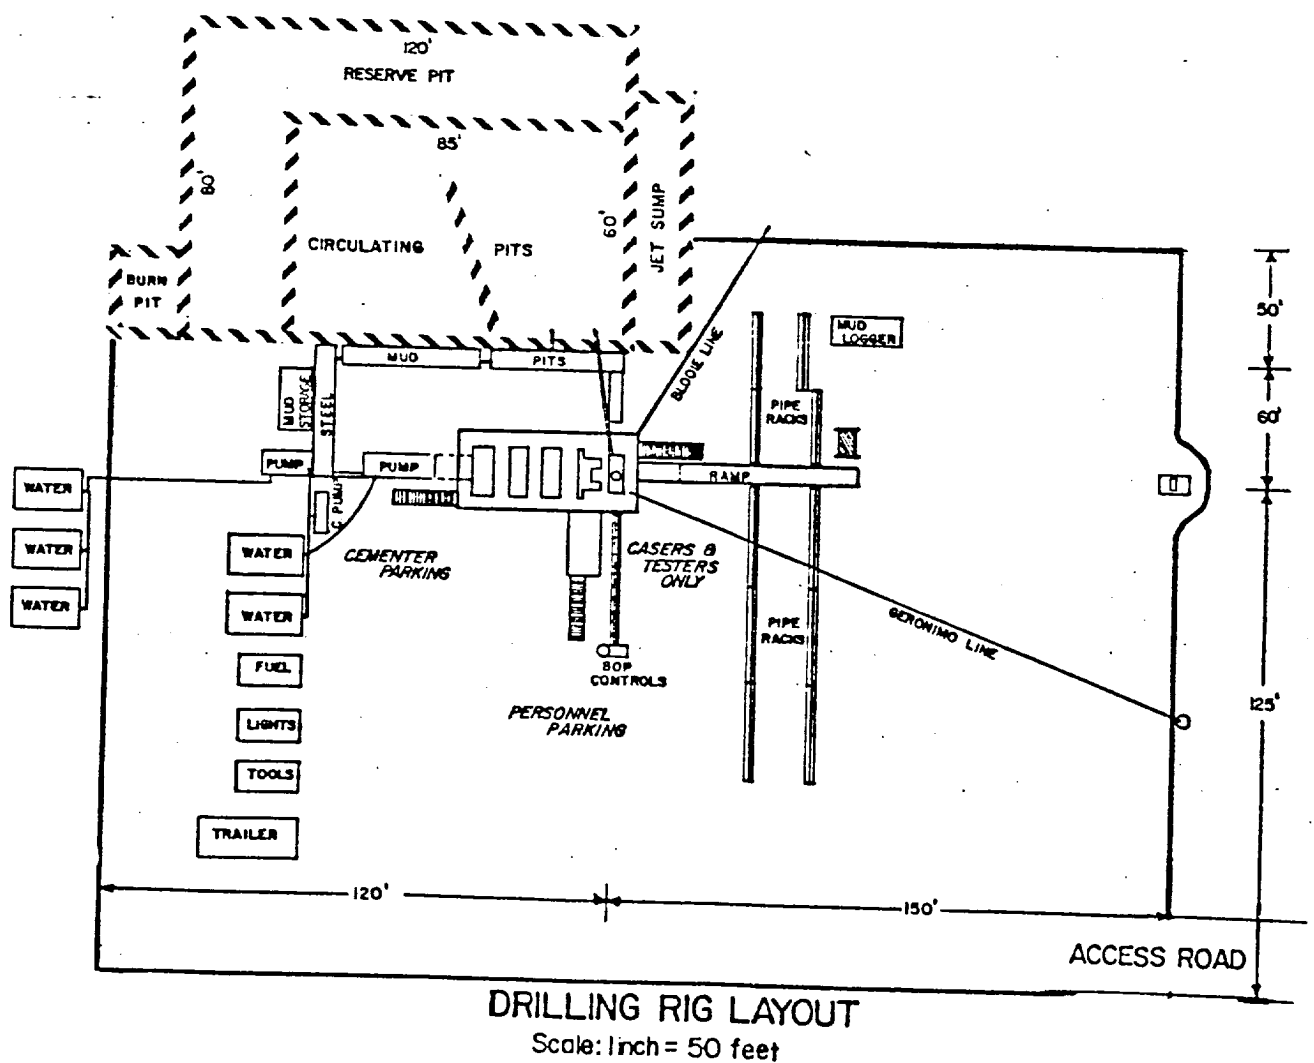 120'
RESERVE PIT
85'
80'
60'
JET SUMP
CIRCULATING
PITS
BURN
PIT
50'
MUD
LOGGER
MUD
PITS
BLOOIE LINE
MUD
STORAGE
STEEL
PIPE
RACKS
60'
PUMP
PUMP
RAMP
WATER
C PUMP
WATER
WATER
CEMENTER
PARKING
CASERS &
TESTERS
ONLY
WATER
WATER
GERONIMO LINE
PIPE
RACKS
FUEL
BOP
CONTROLS
125'
LIGHTS
PERSONNEL
PARKING
TOOLS
TRAILER
120'
150'
ACCESS ROAD
DRILLING RIG LAYOUT
Scale: 1inch = 50 feet